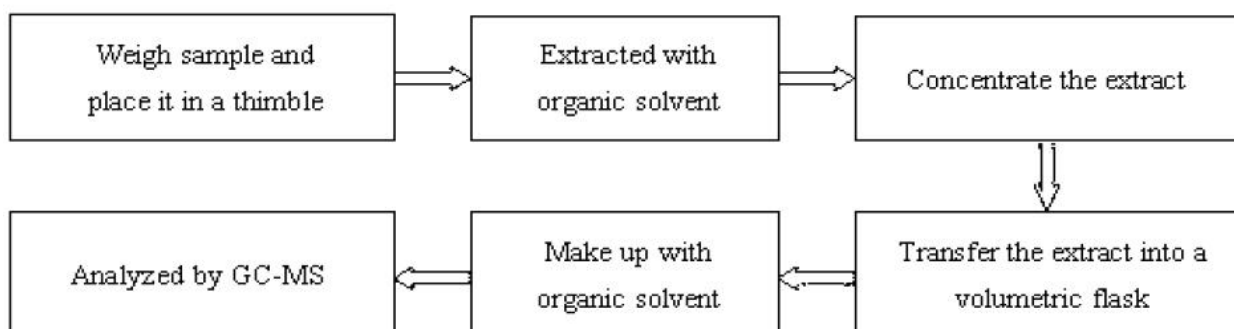 Weigh sample and
place it in a thimble
Extracted with
organic solvent
Concentrate the extract
Transfer the extract into a
volumetric flask
Make up with
organic solvent
Analyzed by GC-MS